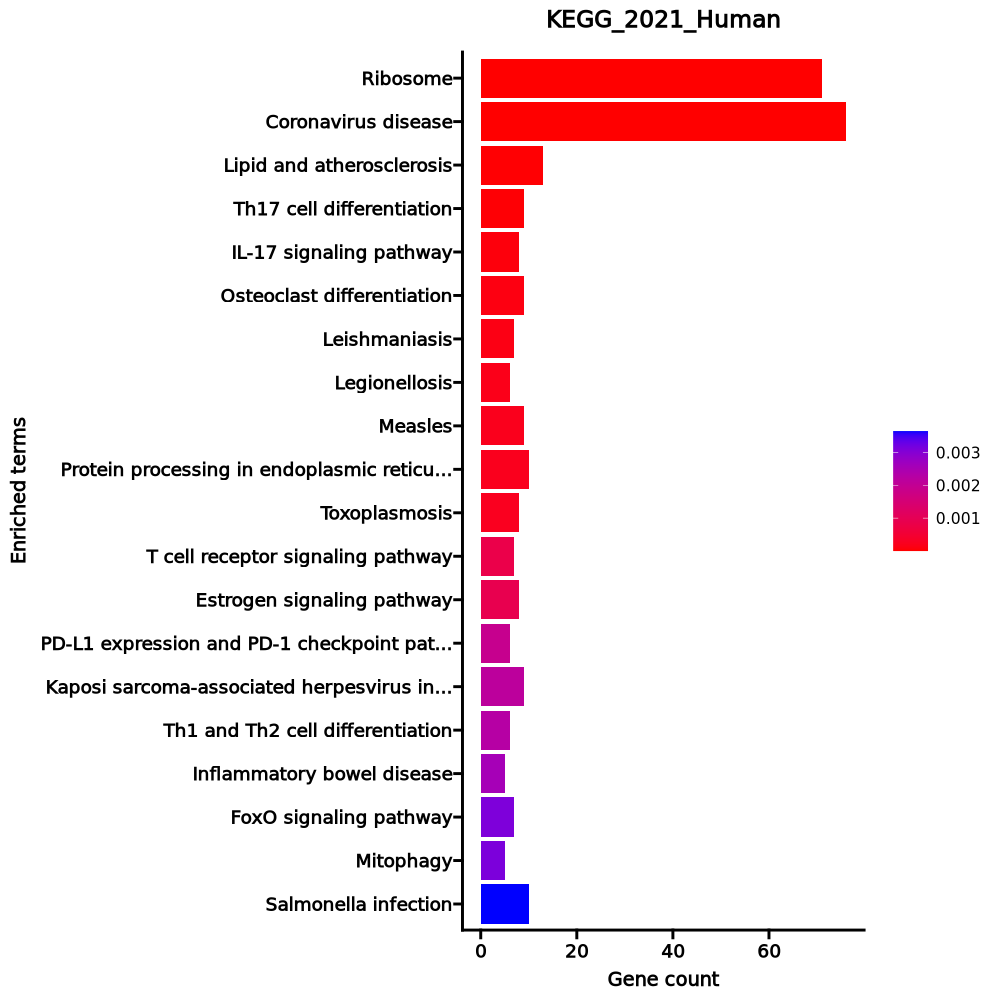 KEGG_2021_Human
Ribosome
Coronavirus disease
Lipid and atherosclerosis
Th17 cell differentiation
IL-17 signaling pathway
Osteoclast differentiation
Leishmaniasis
Legionellosis
Measles
Protein processing in endoplasmic reticu...
Toxoplasmosis
T cell receptor signaling pathway
Estrogen signaling pathway
PD-L1 expression and PD-1 checkpoint pat...
Kaposi sarcoma-associated herpesvirus in...
Th1 and Th2 cell differentiation
Inflammatory bowel disease
FoxO signaling pathway
Mitophagy
Salmonella infection
Enriched terms
0 20 40 60
Gene count
0.003
0.002
0.001